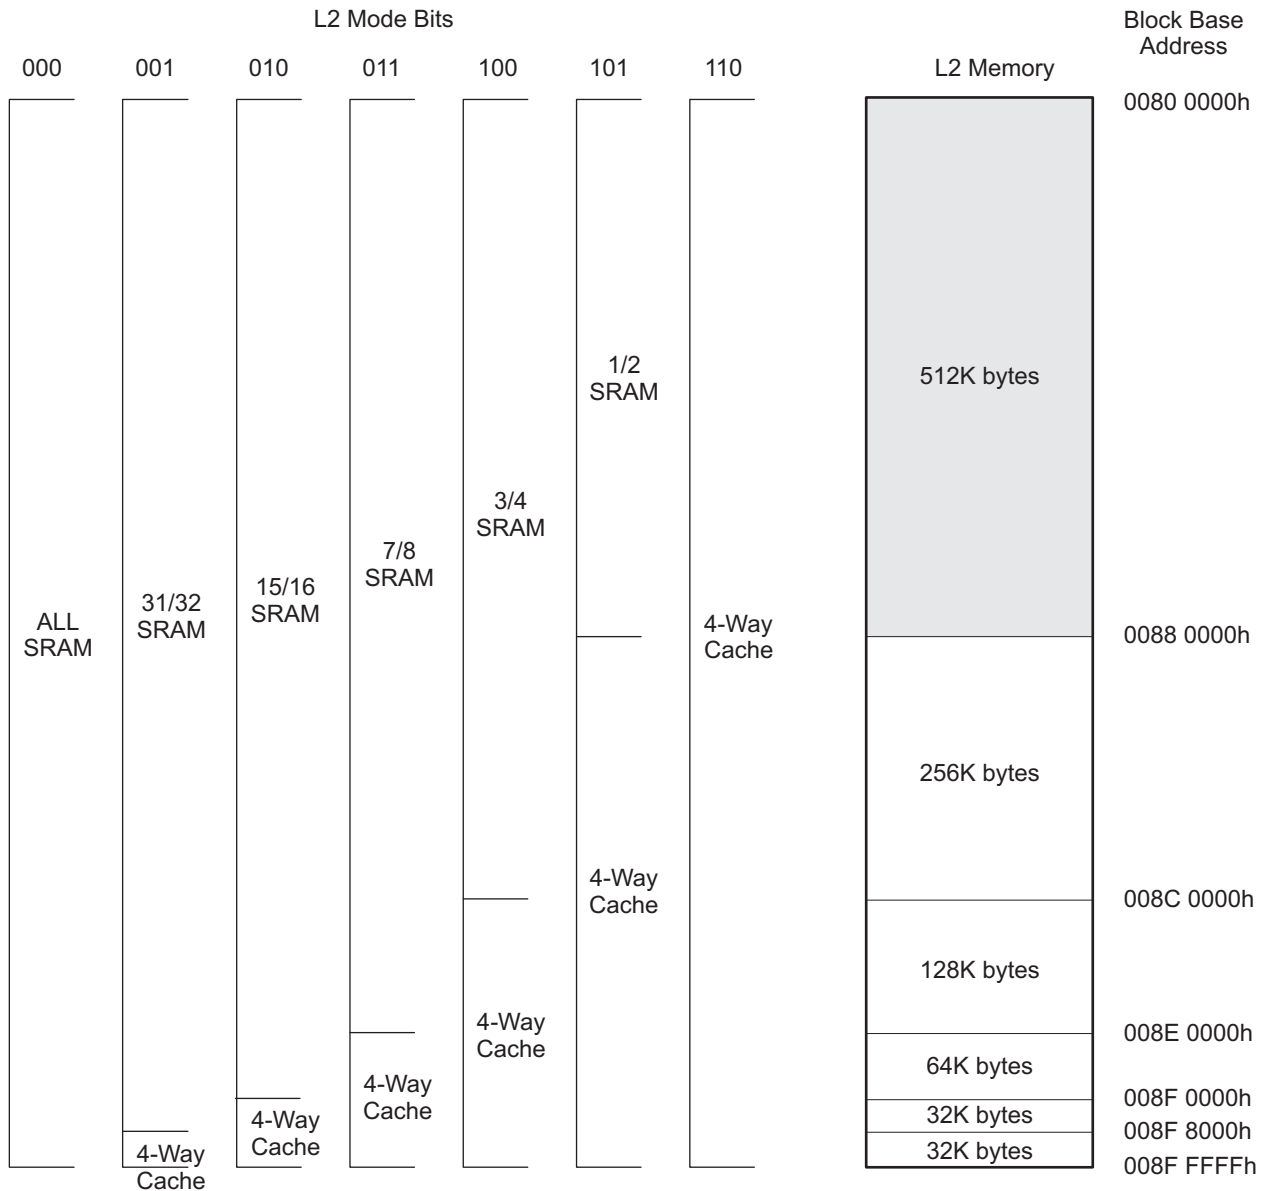 L2 Mode Bits
Block Base
Address
000 001 010 011 100 101 110 L2 Memory
0080 0000h
1/2
SRAM
512K bytes
3/4
SRAM
7/8
SRAM
15/16
SRAM
31/32
SRAM
ALL
SRAM
4-Way
Cache
0088 0000h
256K bytes
4-Way
Cache
008C 0000h
128K bytes
4-Way
Cache
008E 0000h
64K bytes
4-Way
Cache
008F 0000h
32K bytes
4-Way
Cache
008F 8000h
32K bytes
4-Way
Cache
008F FFFFh